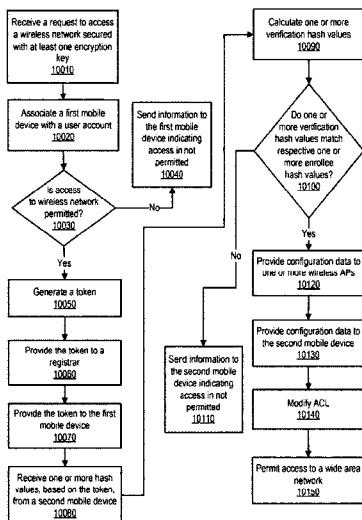 Receive a request to access
a wireless network secured
with at least one encryption
key
10010
Associate a first mobile
device with a user account
10020
Is access
to wireless network
permitted?
10030
No
Send information to
the first mobile
device indicating
access in not
permitted
10040
Yes
Generate a token
10050
Provide the token to a
registrar
10060
Provide the token to the first
mobile device
10070
Receive one or more hash
values, based on the token,
from a second mobile device
10080
Calculate one or more
verification hash values
10090
Do one or
more verification
hash values match
respective one or
more enrollee
hash values?
10100
No
Send information to
the second mobile
device indicating
access in not
permitted
10110
Yes
Provide configuration data to
one or more wireless APs
10120
Provide configuration data to
the second mobile device
10130
Modify ACL
10140
Permit access to a wide area
network
10150